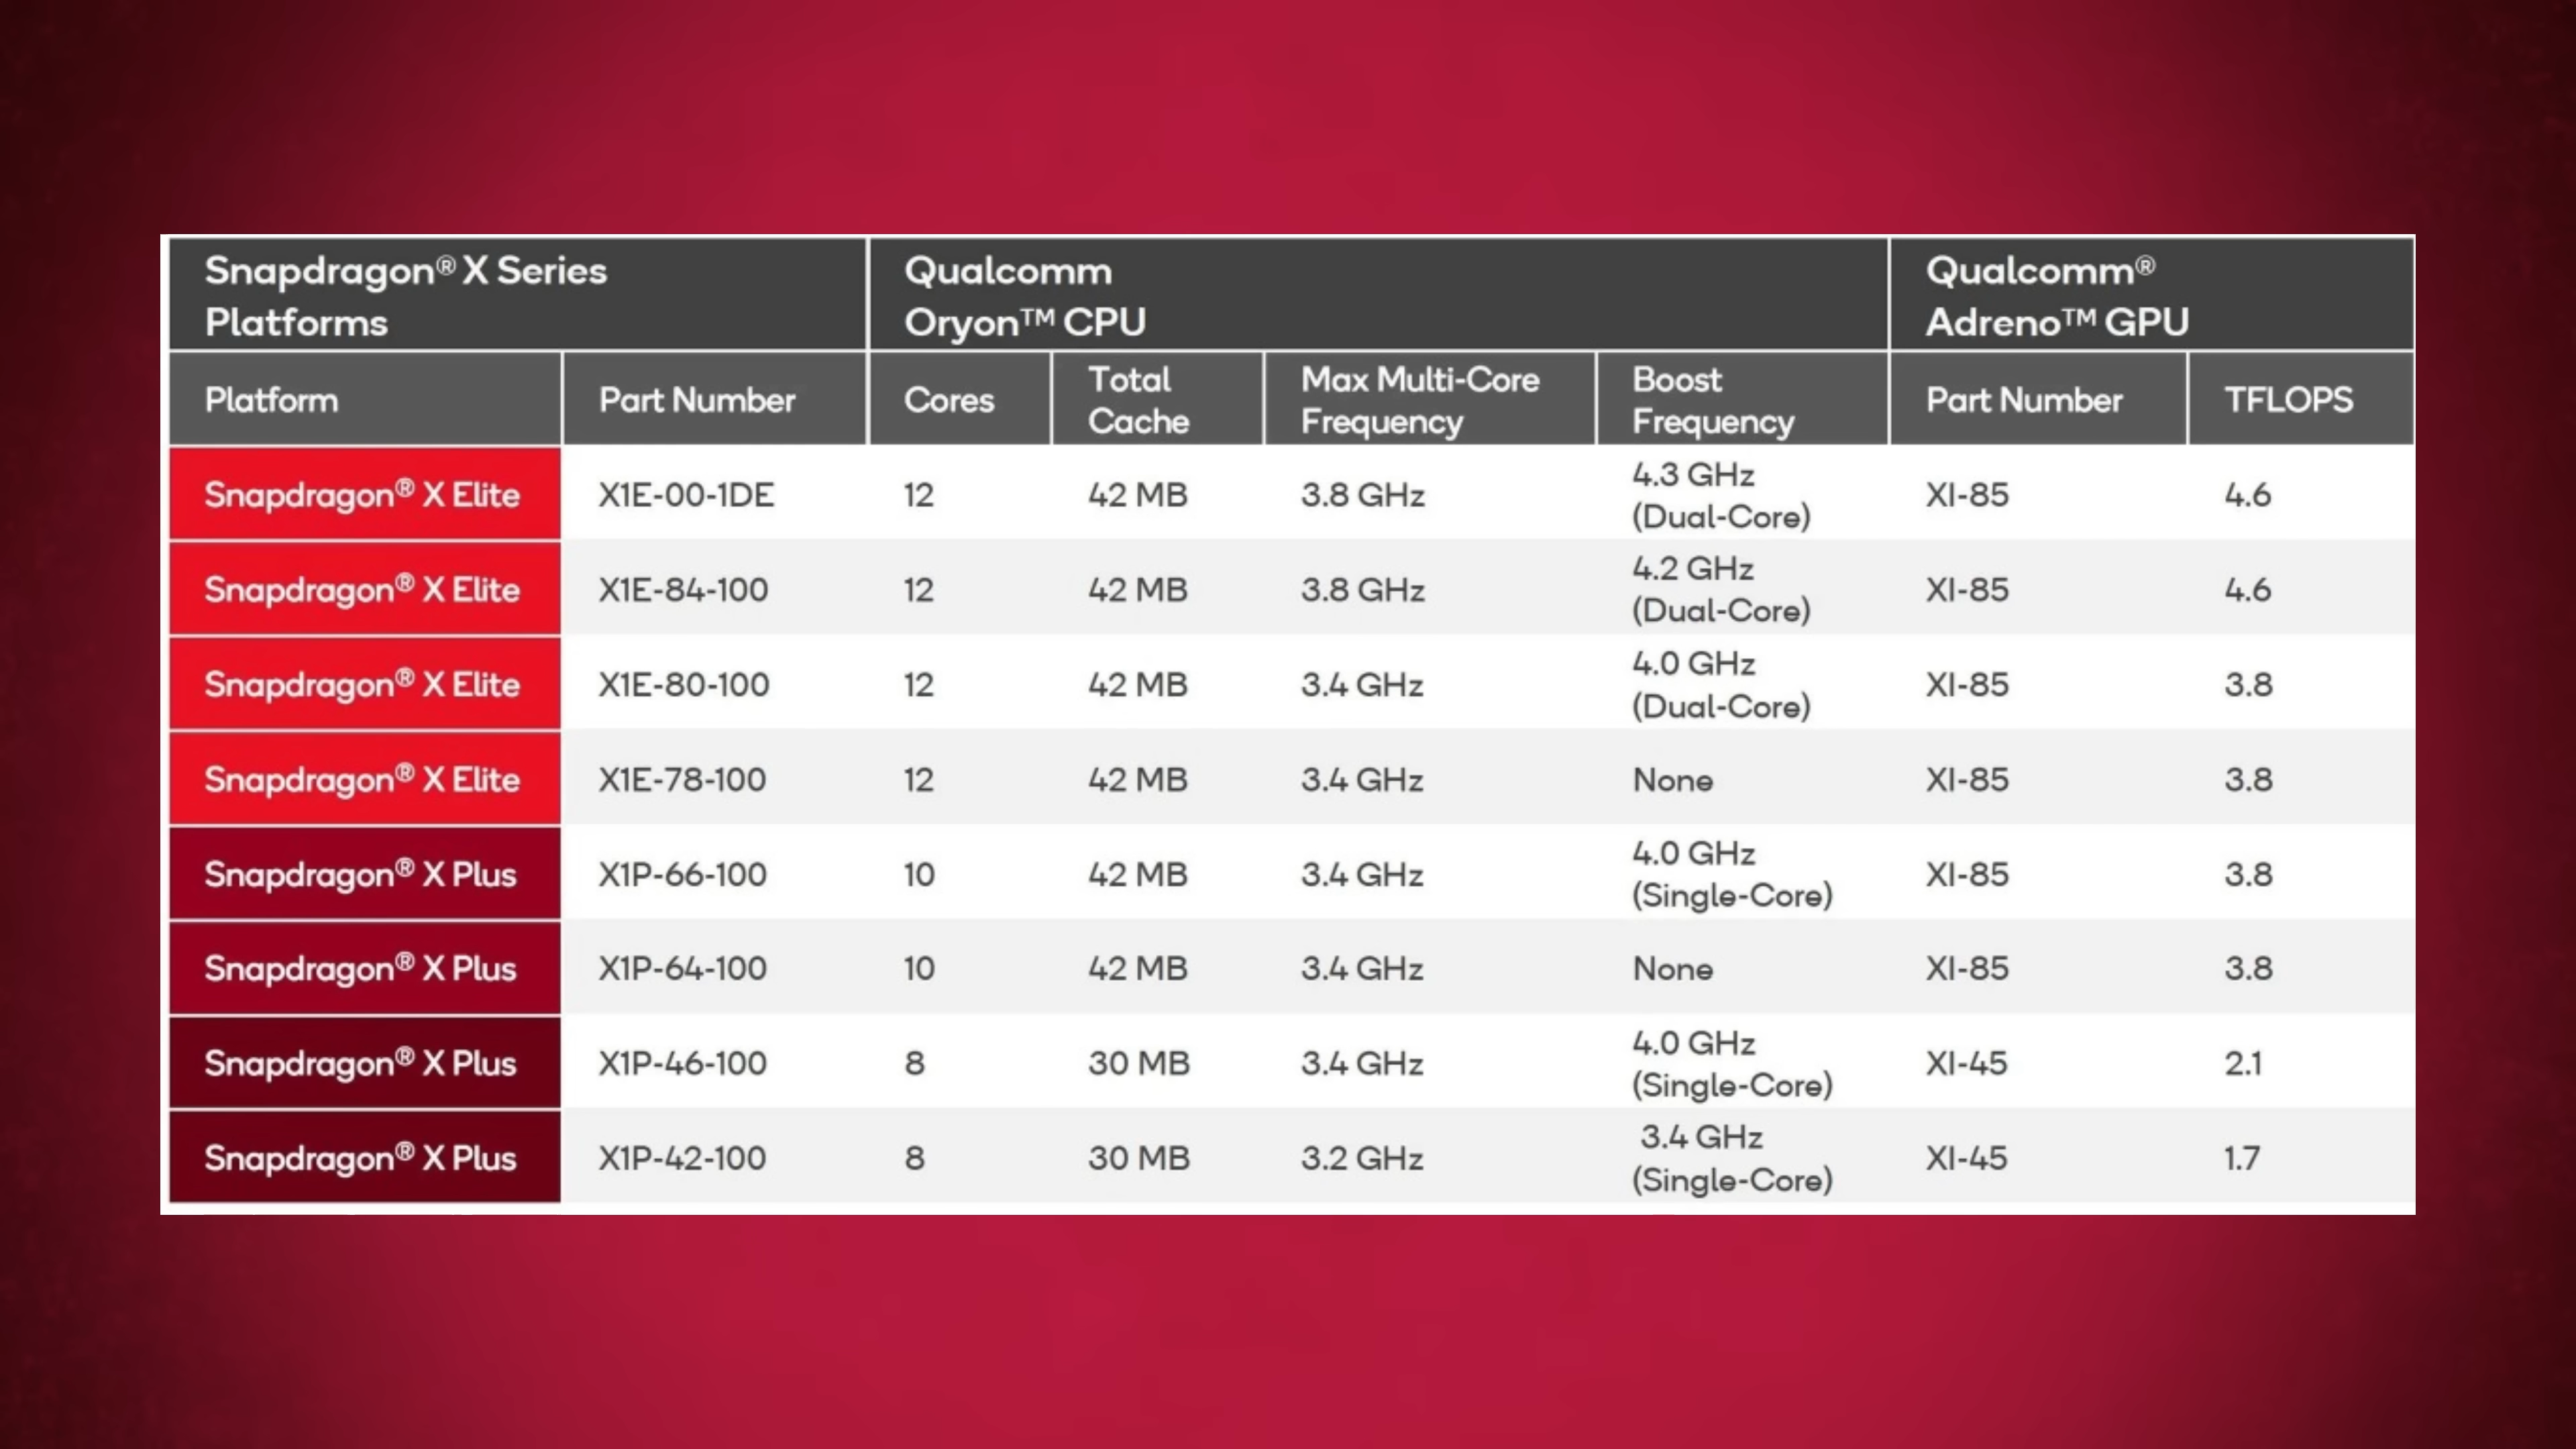 Snapdragon® X Series
Platforms
Qualcomm
Oryon™ CPU
Qualcomm®
Adreno™ GPU
Platform
Part Number
Cores
Total
Cache
Max Multi-Core
Frequency
Boost
Frequency
Part Number
TFLOPS
Snapdragon® X Elite
X1E-00-1DE
12
42 MB
3.8 GHz
4.3 GHz
(Dual-Core)
X1-85
4.6
Snapdragon® X Elite
X1E-84-100
12
42 MB
3.8 GHz
4.2 GHz
(Dual-Core)
X1-85
4.6
Snapdragon® X Elite
X1E-80-100
12
42 MB
3.4 GHz
4.0 GHz
(Dual-Core)
X1-85
3.8
Snapdragon® X Elite
X1E-78-100
12
42 MB
3.4 GHz
None
X1-85
3.8
Snapdragon® X Plus
X1P-66-100
10
42 MB
3.4 GHz
4.0 GHz
(Single-Core)
X1-85
3.8
Snapdragon® X Plus
X1P-64-100
10
42 MB
3.4 GHz
None
X1-85
3.8
Snapdragon® X Plus
X1P-46-100
8
30 MB
3.4 GHz
4.0 GHz
(Single-Core)
X1-45
2.1
Snapdragon® X Plus
X1P-42-100
8
30 MB
3.2 GHz
3.4 GHz
(Single-Core)
X1-45
1.7